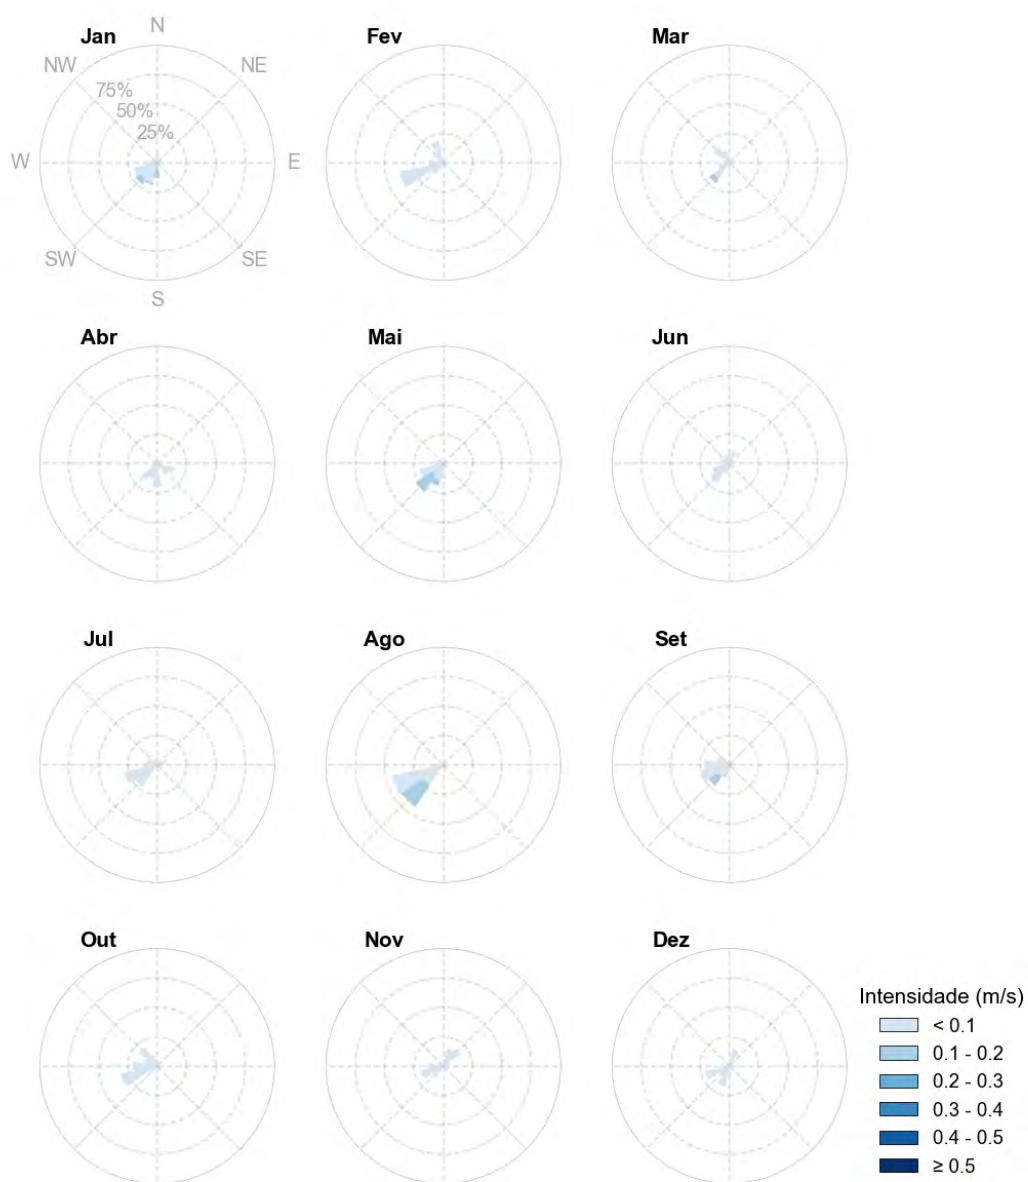 Jan
N
Fev
Mar
NW
NE
75%
50%
25%
W
E
SW
SE
S
Abr
Mai
Jun
Jul
Ago
Set
Out
Nov
Dez
Intensidade (m/s)
< 0.1
0.1 - 0.2
0.2 - 0.3
0.3 - 0.4
0.4 - 0.5
≥ 0.5